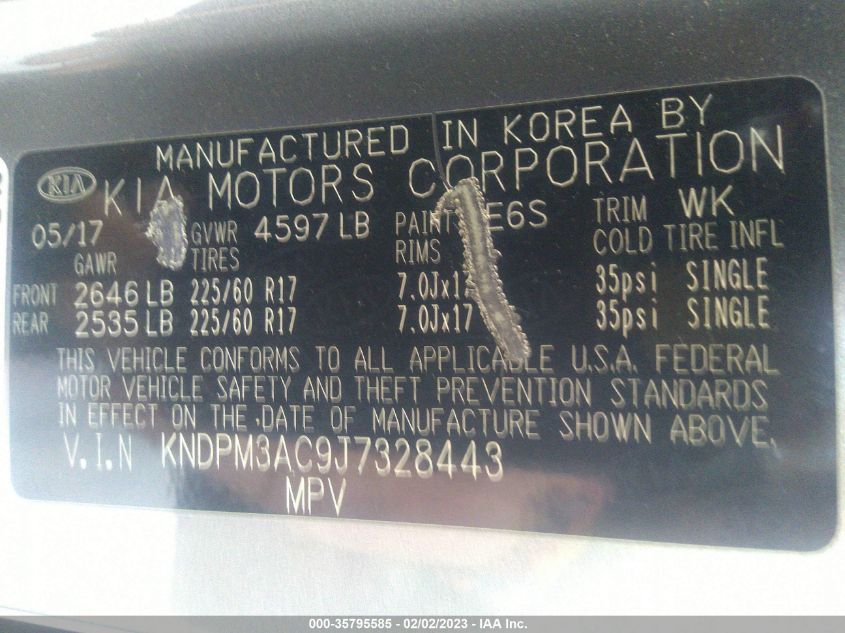 MANUFACTURED IN KOREA BY
KIA KIA MOTORS CORPORATION
05/17 GVWR 4597 LB PAINT E6S TRIM WK
GAWR TIRES RIMS COLD TIRE INFL
FRONT 2646 LB 225/60 R17 7.0Jx17 35psi SINGLE
REAR 2535 LB 225/60 R17 7.0Jx17 35psi SINGLE
THIS VEHICLE CONFORMS TO ALL APPLICABLE U.S.A. FEDERAL
MOTOR VEHICLE SAFETY AND THEFT PREVENTION STANDARDS
IN EFFECT ON THE DATE OF MANUFACTURE SHOWN ABOVE.
V.I.N KNDPM3AC9J7328443
MPV
000-35795585 - 02/02/2023 - © IAA Inc.